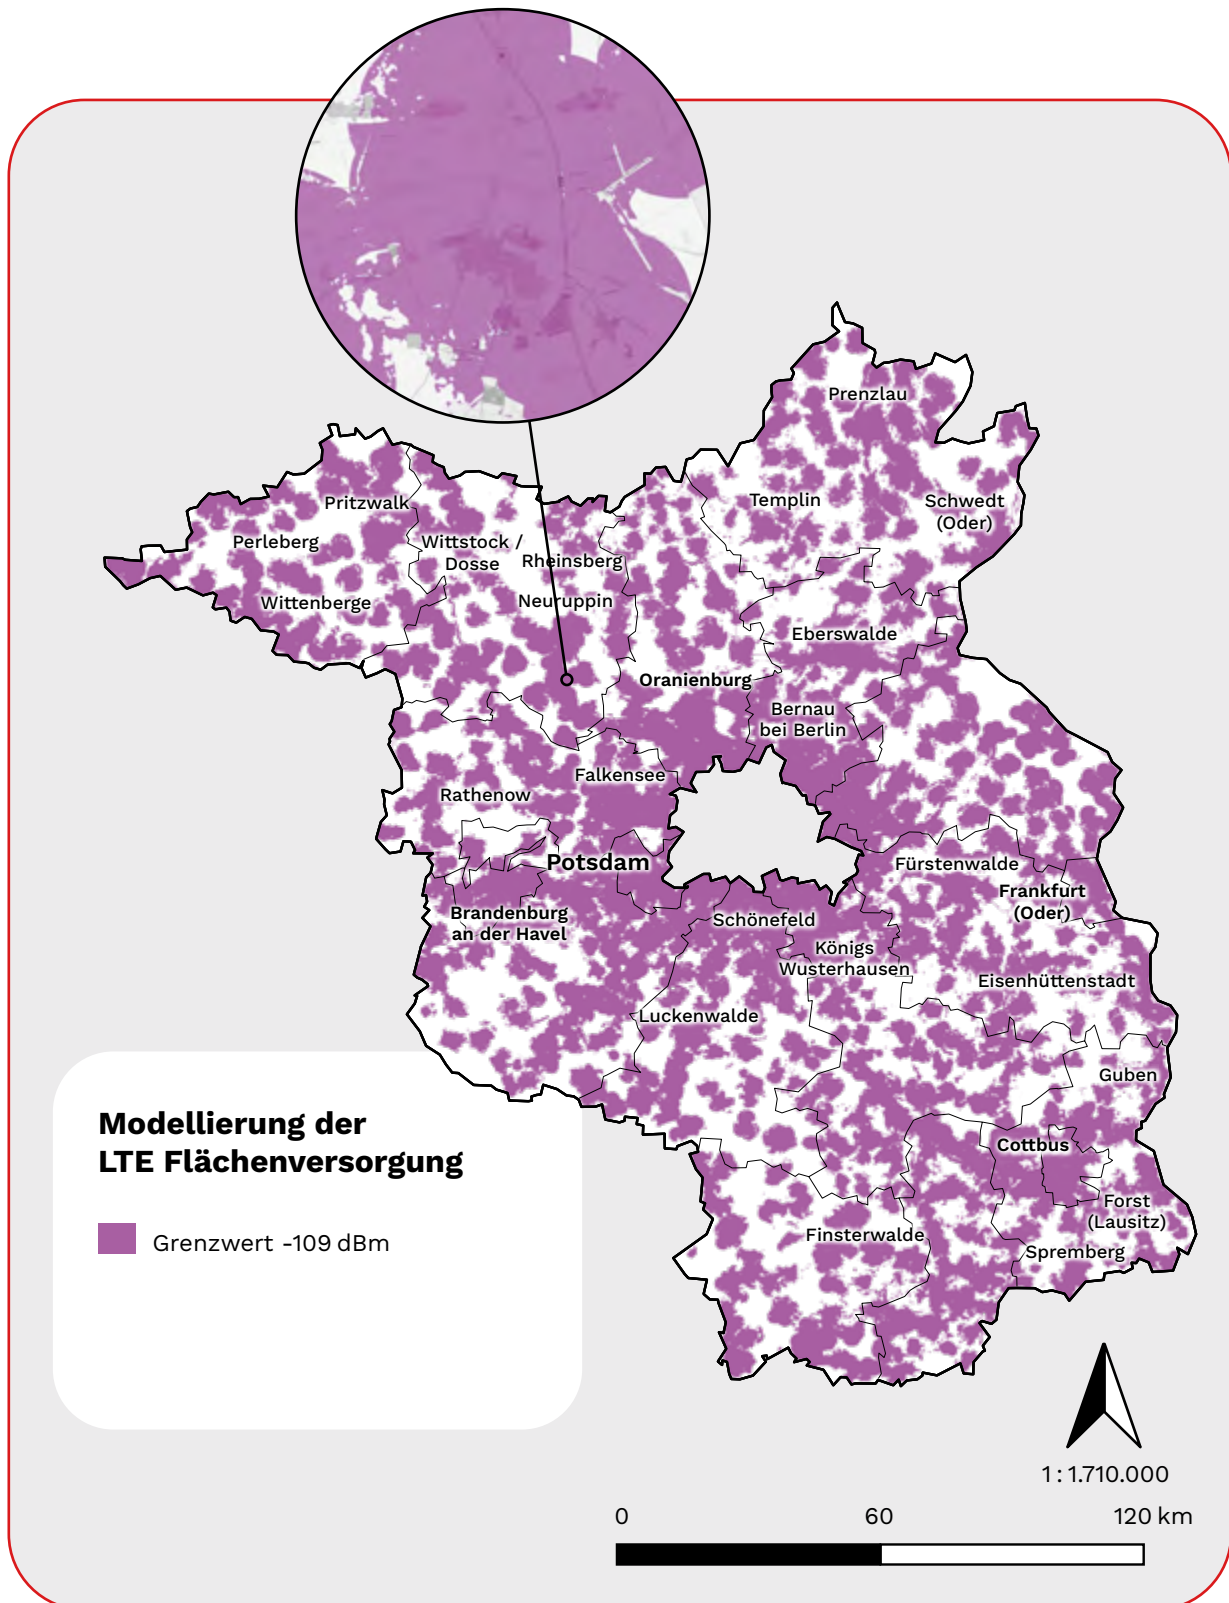 Prenzlau
Templin
Schwedt
(Oder)
Pritzwalk
Perleberg
Wittstock /
Dosse
Rheinsberg
Wittenberge
Neuruppin
Eberswalde
Oranienburg
Bernau
bei Berlin
Falkensee
Rathenow
Potsdam
Fürstenwalde
Frankfurt
(Oder)
Brandenburg
an der Havel
Schönefeld
Königs
Wusterhausen
Eisenhüttenstadt
Luckenwalde
Guben
Cottbus
Forst
(Lausitz)
Finsterwalde
Spremberg
Modellierung der
LTE Flächenversorgung
Grenzwert -109 dBm
1 : 1.710.000
0 60 120 km